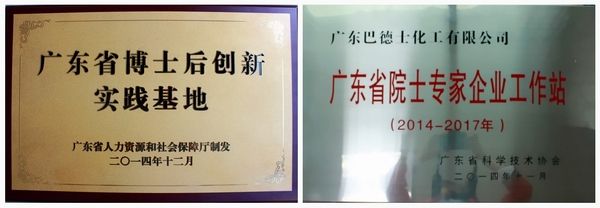 广东省博士后创新
实践基地
广东省人力资源和社会保障厅制发
二〇一四年十二月
广东巴德士化工有限公司
广东省院士专家企业工作站
(2014-2017年)
广东省科学技术协会
二〇一四年十一月